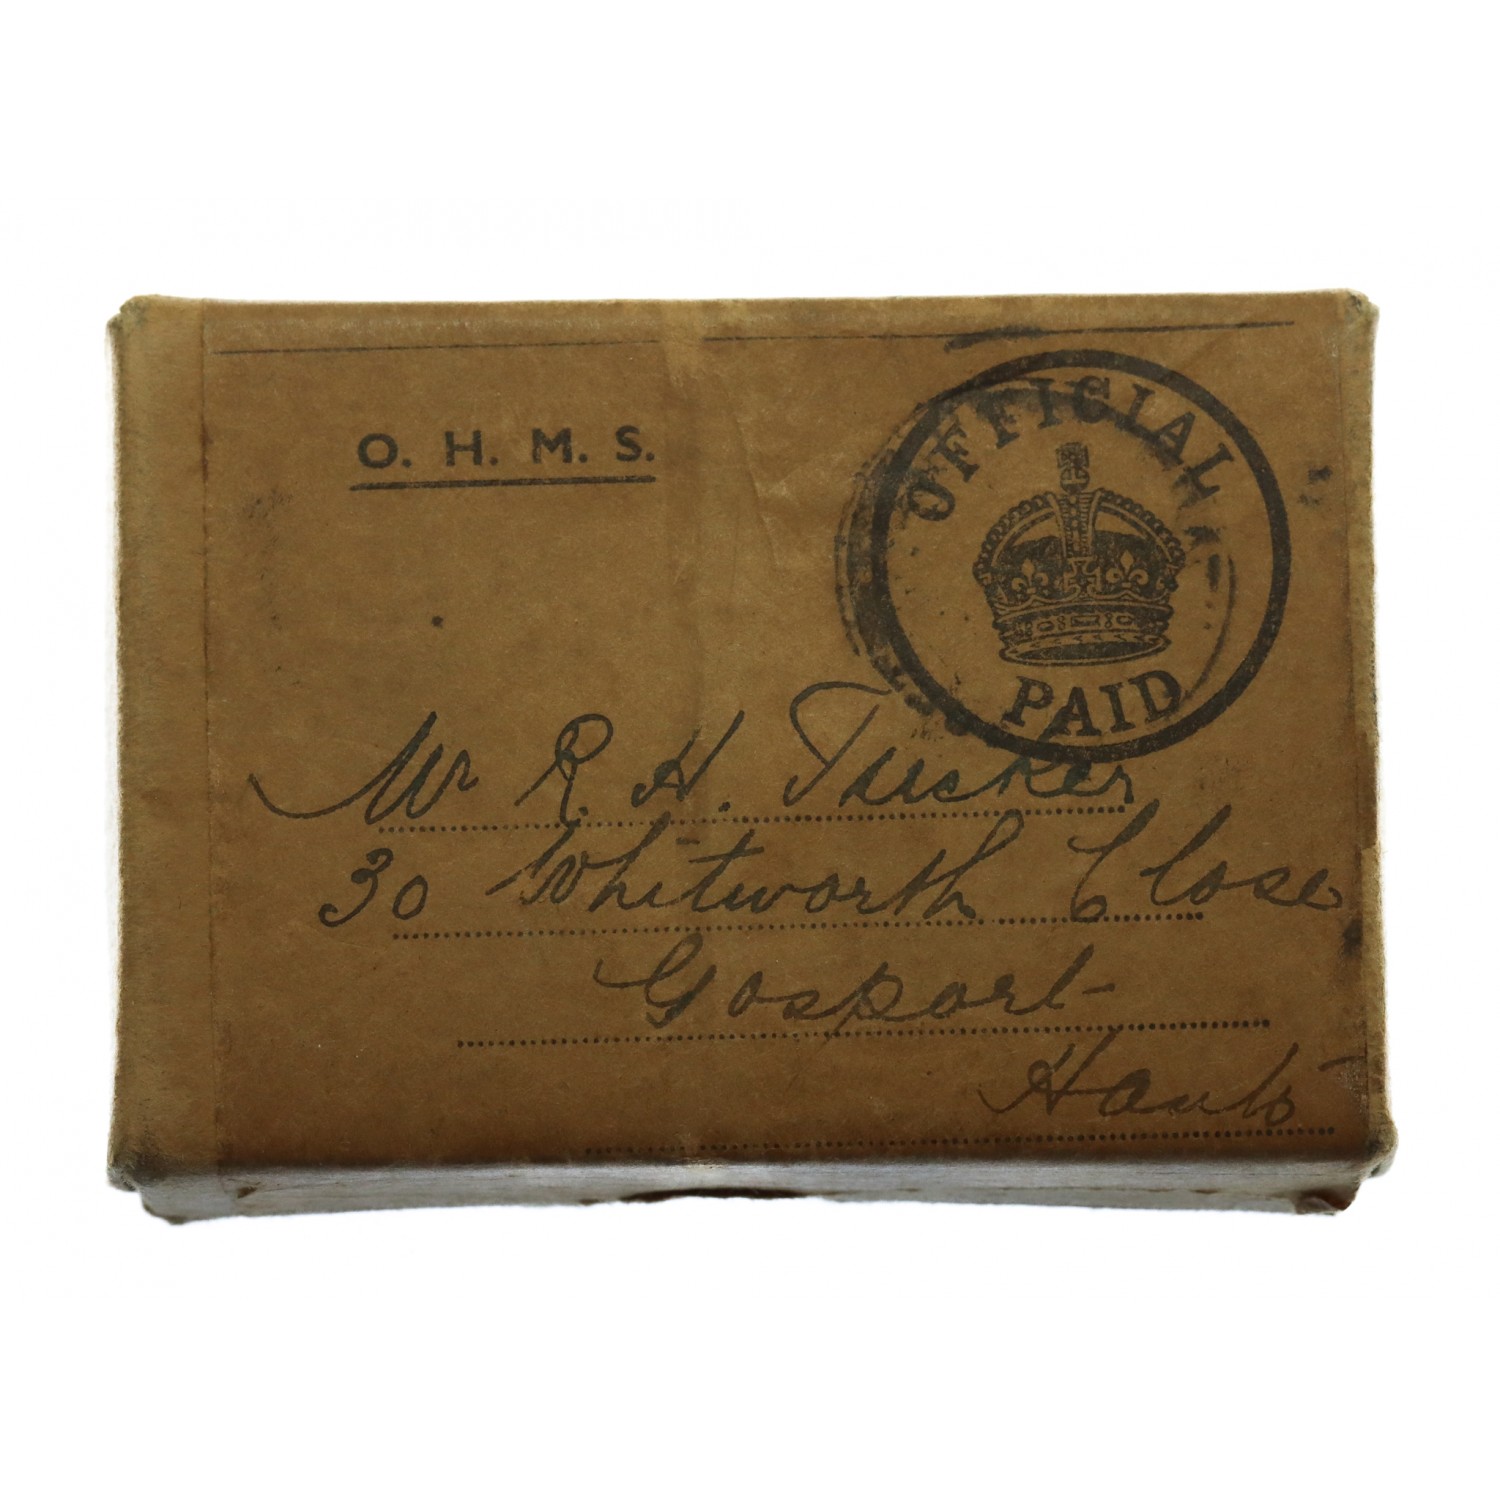 O. H. M. S.
OFFICIAL
PAID
Mr R. H. Tucker
30 Whitworth Close
Gosport
Hants